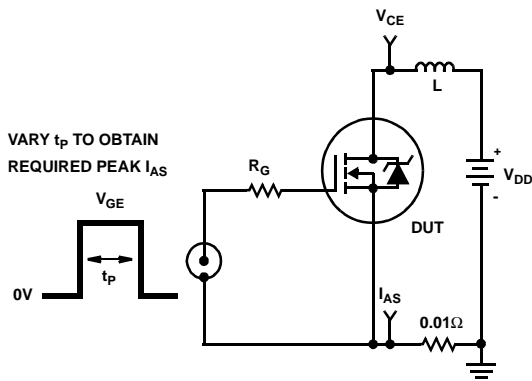 V_CE
L
VARY t_P TO OBTAIN
REQUIRED PEAK I_AS
R_G
+
V_DD
-
V_GE
DUT
t_P
0V
I_AS
0.01Ω